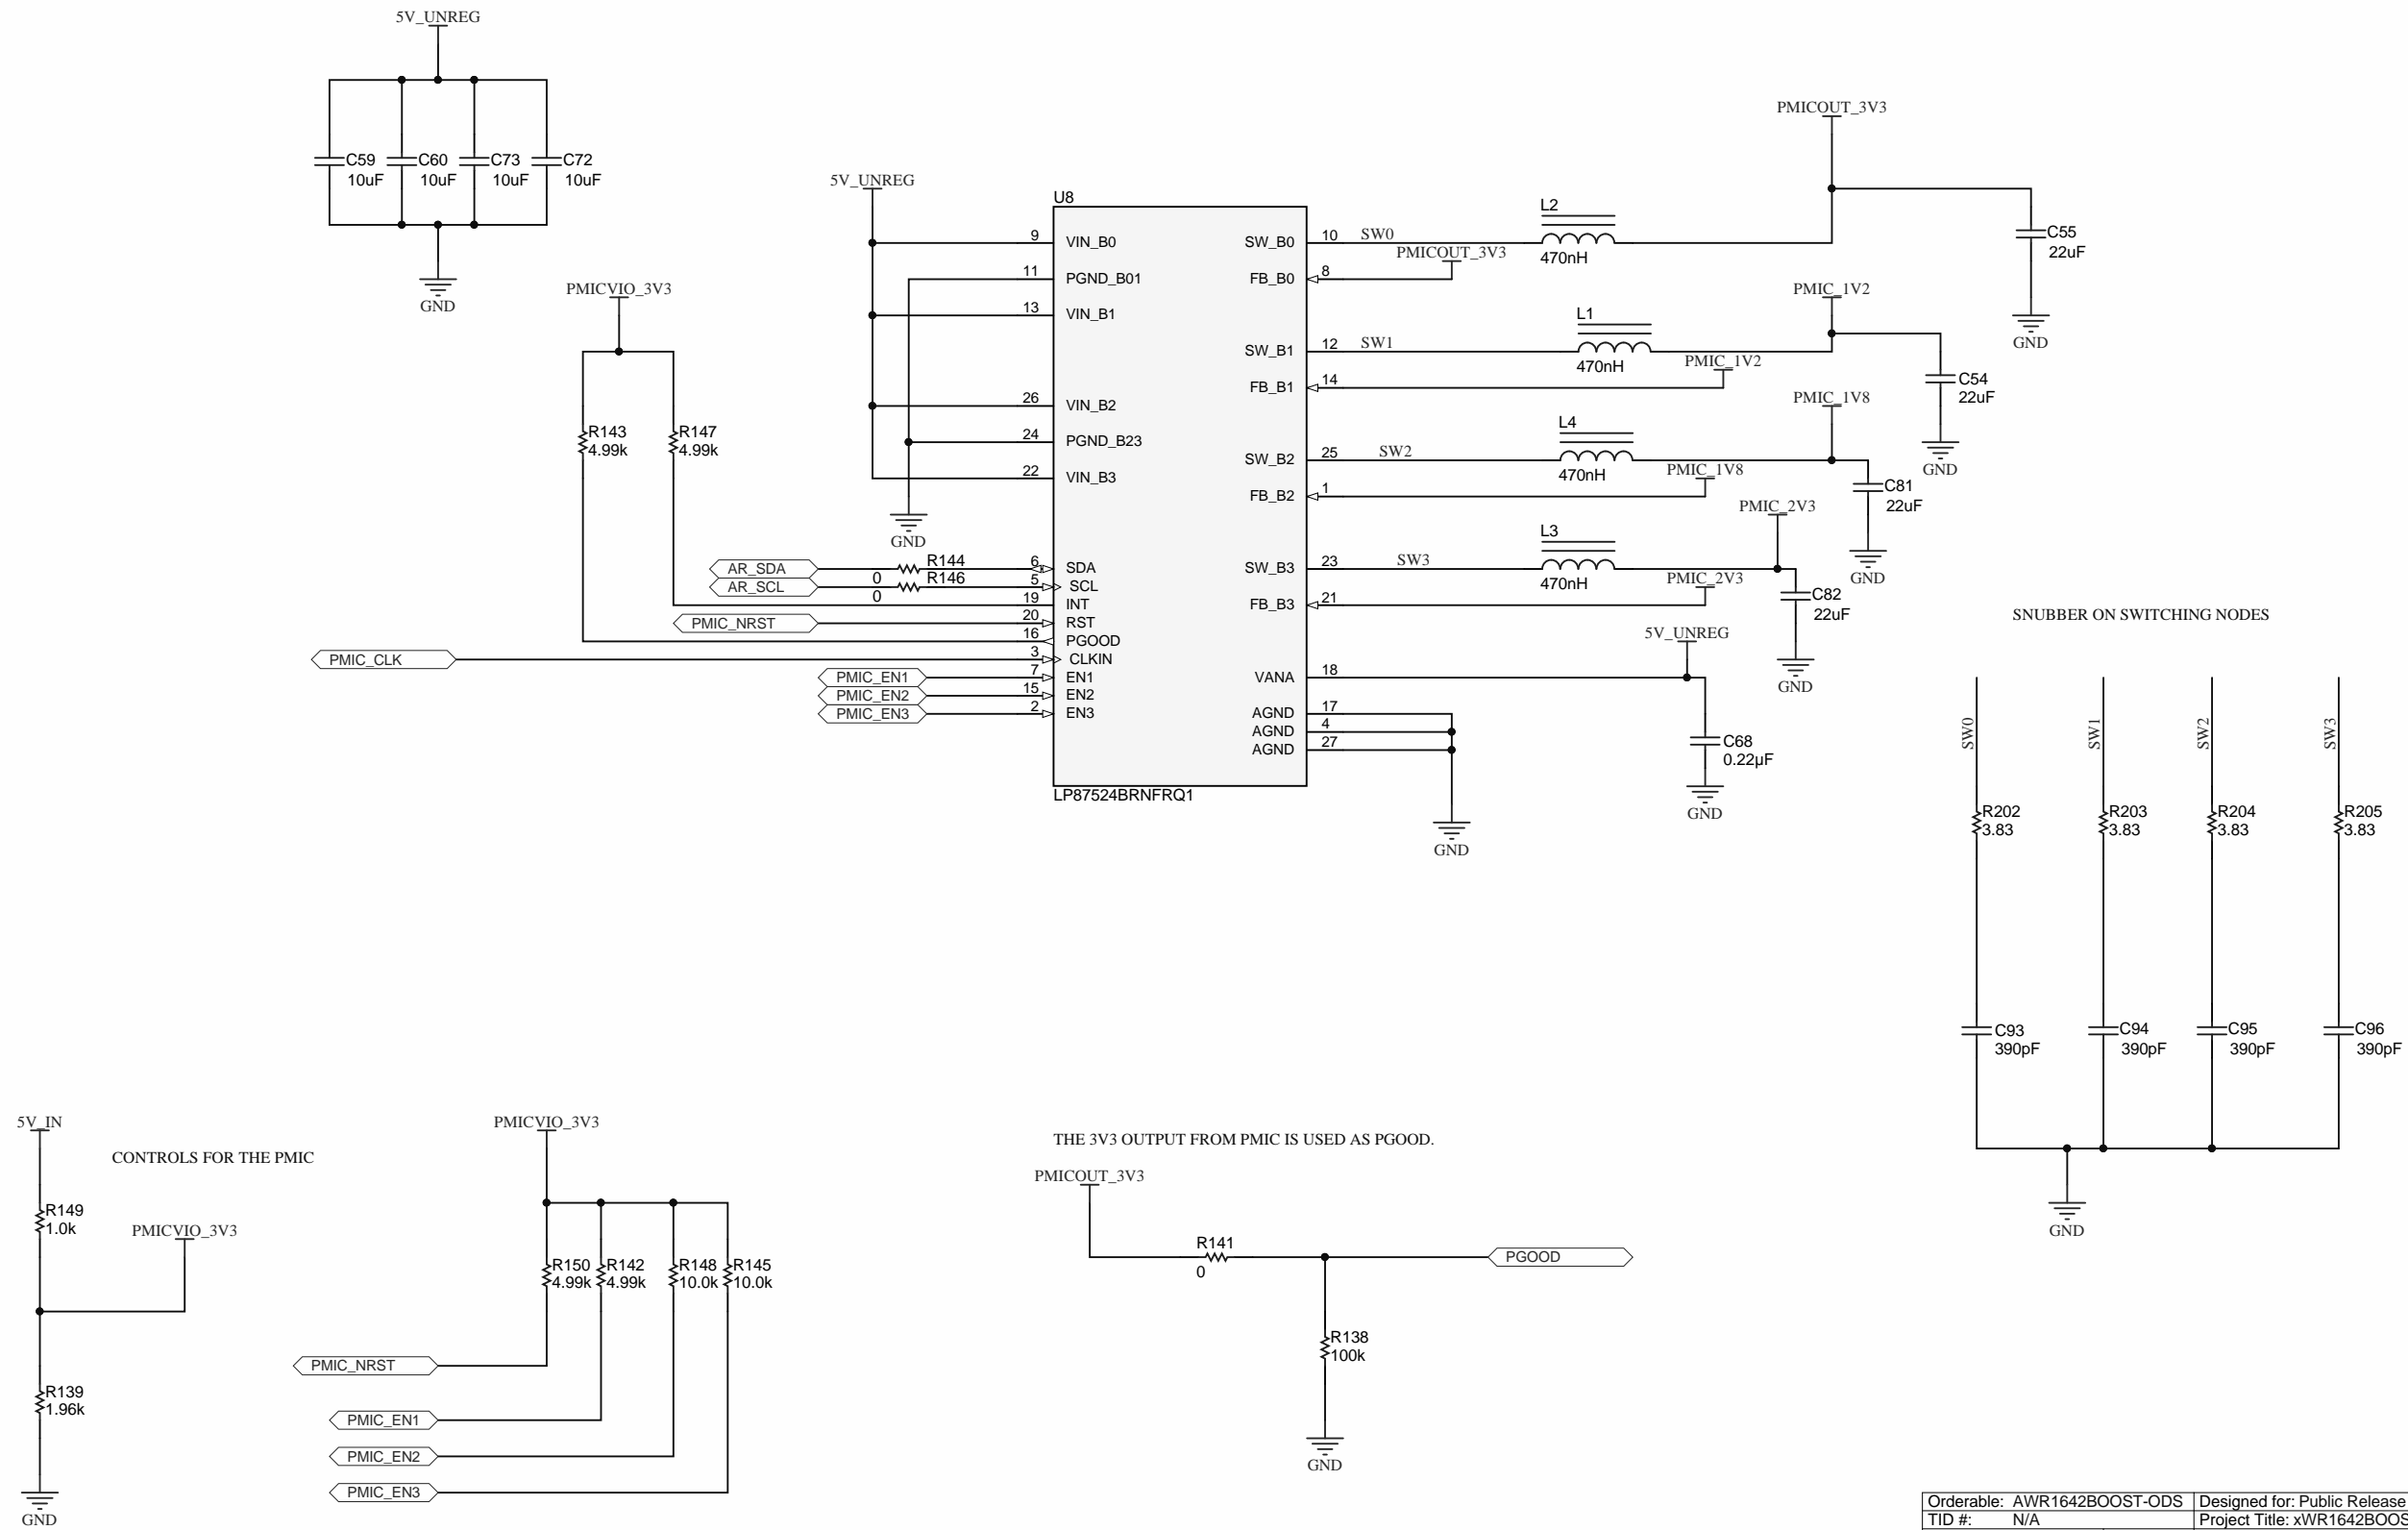 5V_UNREG
C59
10uF
C60
10uF
C73
10uF
C72
10uF
GND
PMICVIO_3V3
R143
4.99k
R147
4.99k
5V_UNREG
GND
U8
9 VIN_B0
11 PGND_B01
13 VIN_B1
26 VIN_B2
24 PGND_B23
22 VIN_B3
AR_SDA
0
R144
6 SDA
AR_SCL
0
R146
5 SCL
19 INT
PMIC_NRST
20 RST
16 PGOOD
PMIC_CLK
3 CLKIN
PMIC_EN1
7 EN1
PMIC_EN2
15 EN2
PMIC_EN3
2 EN3
LP87524BRNFRQ1
SW_B0 10 SW0
FB_B0 8
PMICOUT_3V3
L2
470nH
PMICOUT_3V3
C55
22uF
GND
SW_B1 12 SW1
FB_B1 14
L1
470nH
PMIC_1V2
PMIC_1V2
C54
22uF
GND
SW_B2 25 SW2
FB_B2 1
L4
470nH
PMIC_1V8
PMIC_1V8
C81
22uF
GND
SW_B3 23 SW3
FB_B3 21
L3
470nH
PMIC_2V3
PMIC_2V3
C82
22uF
GND
VANA 18
5V_UNREG
C68
0.22µF
GND
AGND 17
AGND 4
AGND 27
GND
SNUBBER ON SWITCHING NODES
SW0
SW1
SW2
SW3
R202
3.83
R203
3.83
R204
3.83
R205
3.83
C93
390pF
C94
390pF
C95
390pF
C96
390pF
GND
5V_IN
CONTROLS FOR THE PMIC
R149
1.0k
PMICVIO_3V3
R139
1.96k
GND
PMICVIO_3V3
R150
4.99k
R142
4.99k
R148
10.0k
R145
10.0k
PMIC_NRST
PMIC_EN1
PMIC_EN2
PMIC_EN3
THE 3V3 OUTPUT FROM PMIC IS USED AS PGOOD.
PMICOUT_3V3
R141
0
PGOOD
R138
100k
GND
Orderable: AWR1642BOOST-ODS Designed for: Public Release
TID #: N/A Project Title: xWR1642BOOS